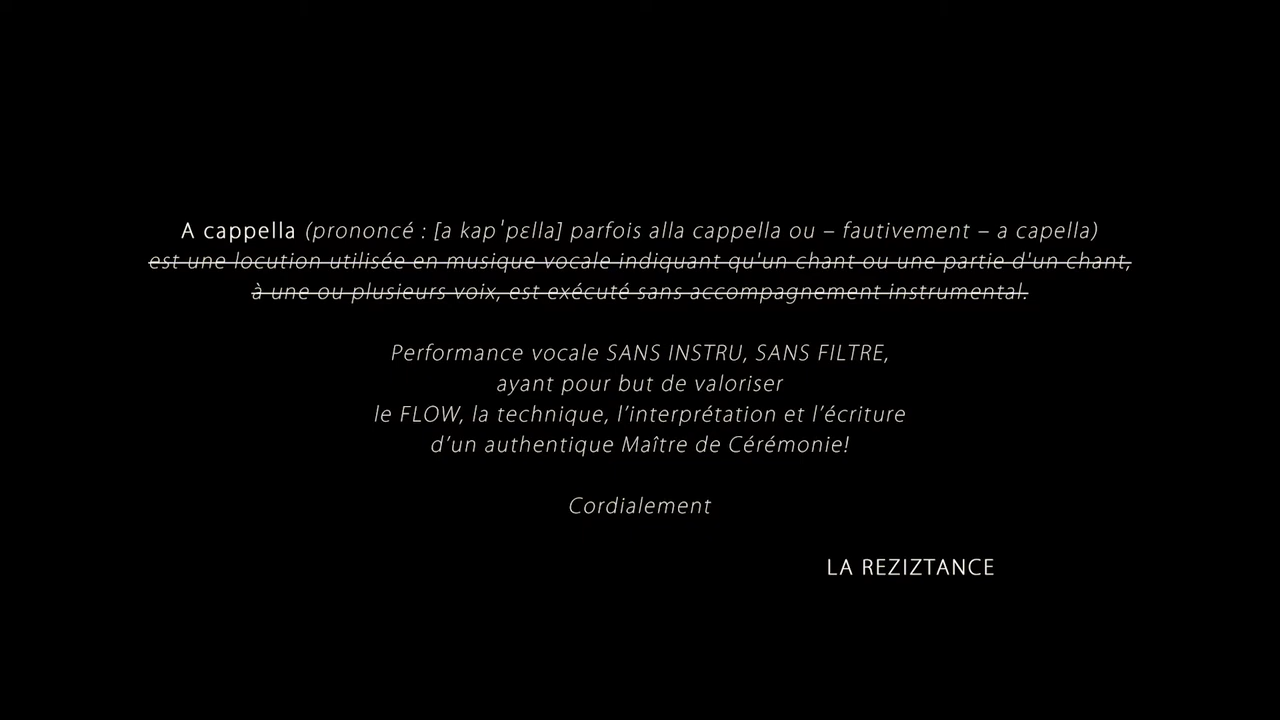 A cappella (prononcé : [a kapˈpɛlla] parfois alla cappella ou – fautivement – a capella)
est une locution utilisée en musique vocale indiquant qu'un chant ou une partie d'un chant,
à une ou plusieurs voix, est exécuté sans accompagnement instrumental.
Performance vocale SANS INSTRU, SANS FILTRE,
ayant pour but de valoriser
le FLOW, la technique, l’interprétation et l’écriture
d’un authentique Maître de Cérémonie!
Cordialement
LA REZIZTANCE